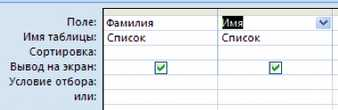 Поле: Фамилия Имя
Имя таблицы: Список Список
Сортировка:
Вывод на экран:
Условие отбора:
или: